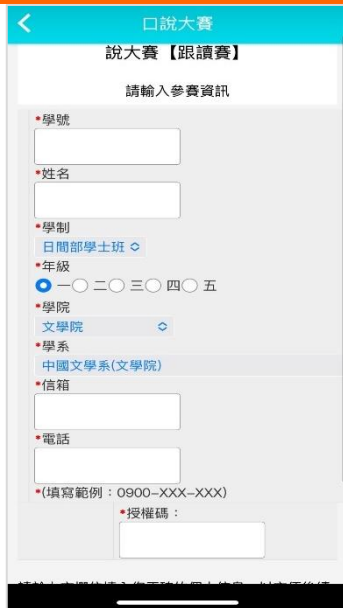 口說大賽
說大賽【跟讀賽】
請輸入參賽資訊
*學號
*姓名
*學制
日間部學士班
*年級
一 二 三 四 五
*學院
文學院
*學系
中國文學系(文學院)
*信箱
*電話
*(填寫範例：0900-XXX-XXX)
*授權碼：